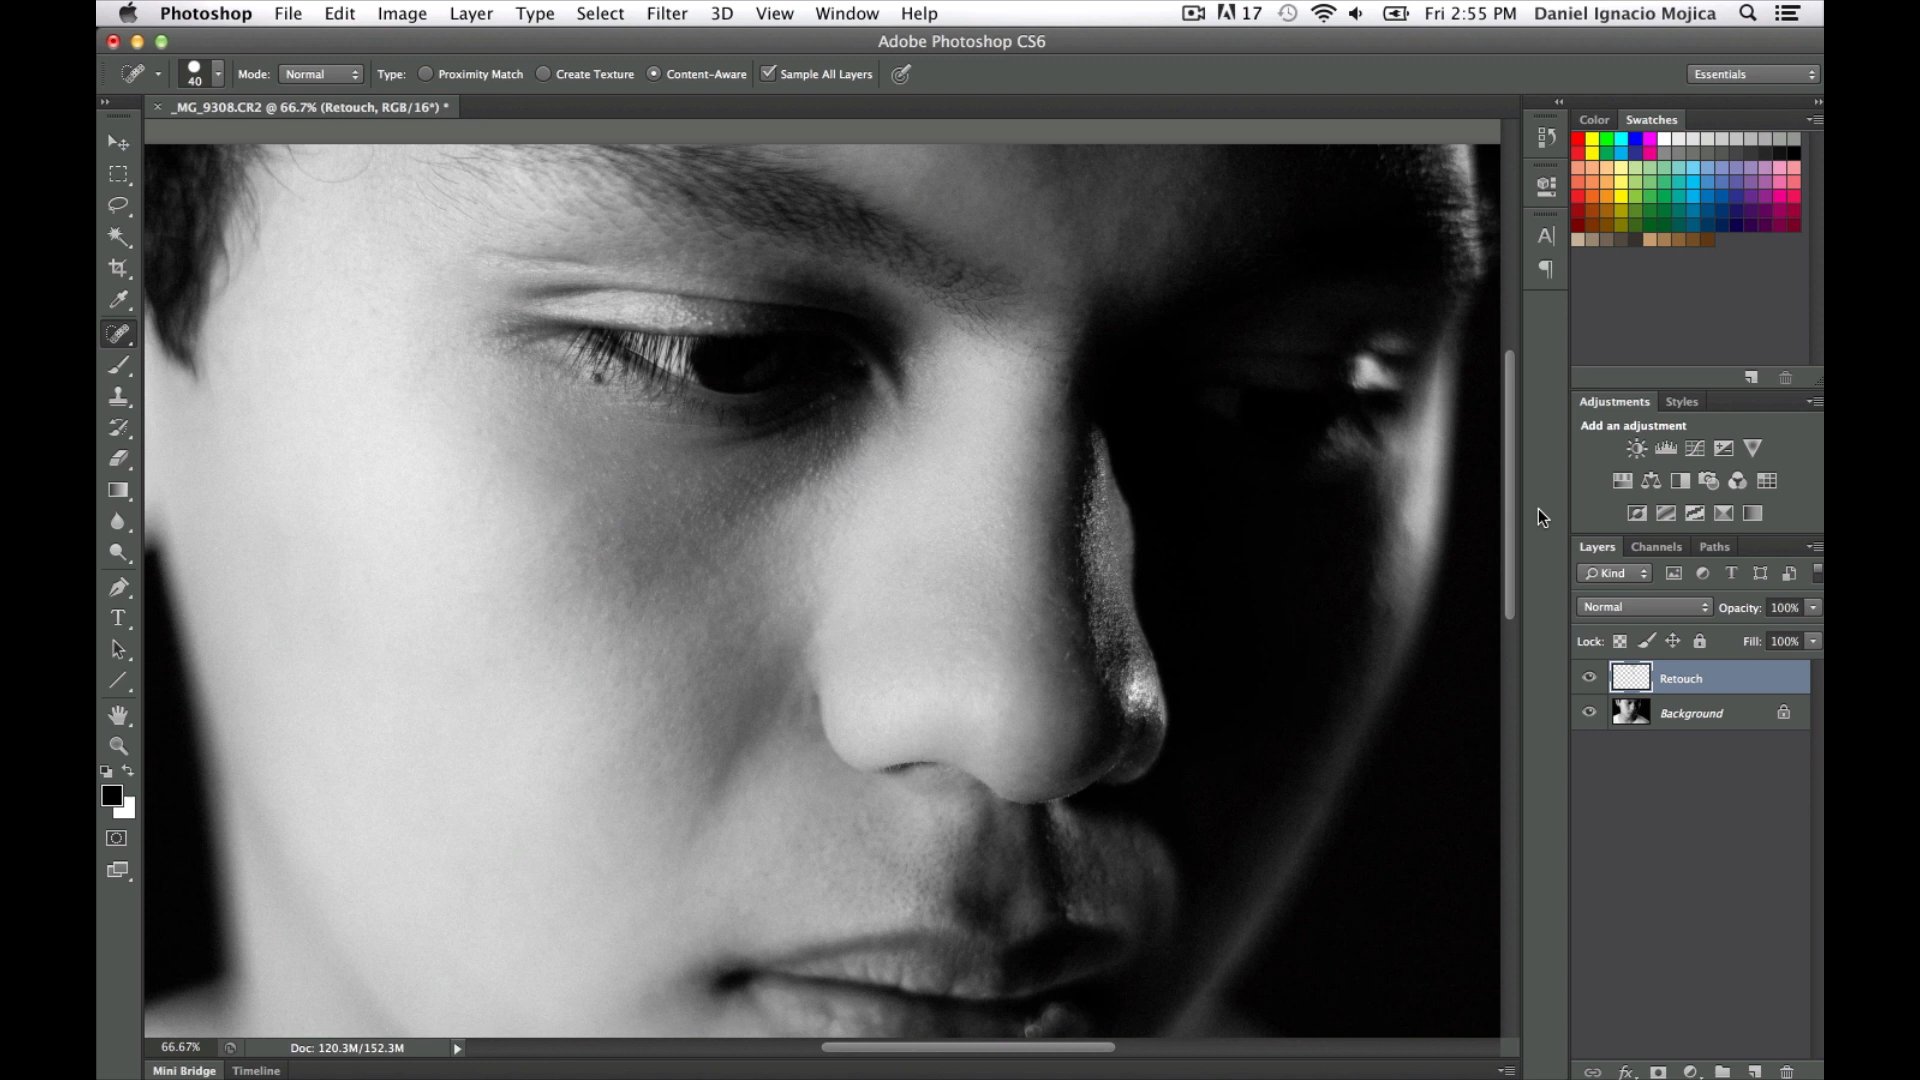 Photoshop File Edit Image Layer Type Select Filter 3D View Window Help 17 Fri 2:55 PM Daniel Ignacio Mojica
Adobe Photoshop CS6
40 Mode: Normal Type: Proximity Match Create Texture Content-Aware Sample All Layers Essentials
_MG_9308.CR2 @ 66.7% (Retouch, RGB/16*) *
Color Swatches
Adjustments Styles
Add an adjustment
Layers Channels Paths
Kind
Normal Opacity: 100%
Lock: Fill: 100%
Retouch
Background
66.67% Doc: 120.3M/152.3M
Mini Bridge Timeline